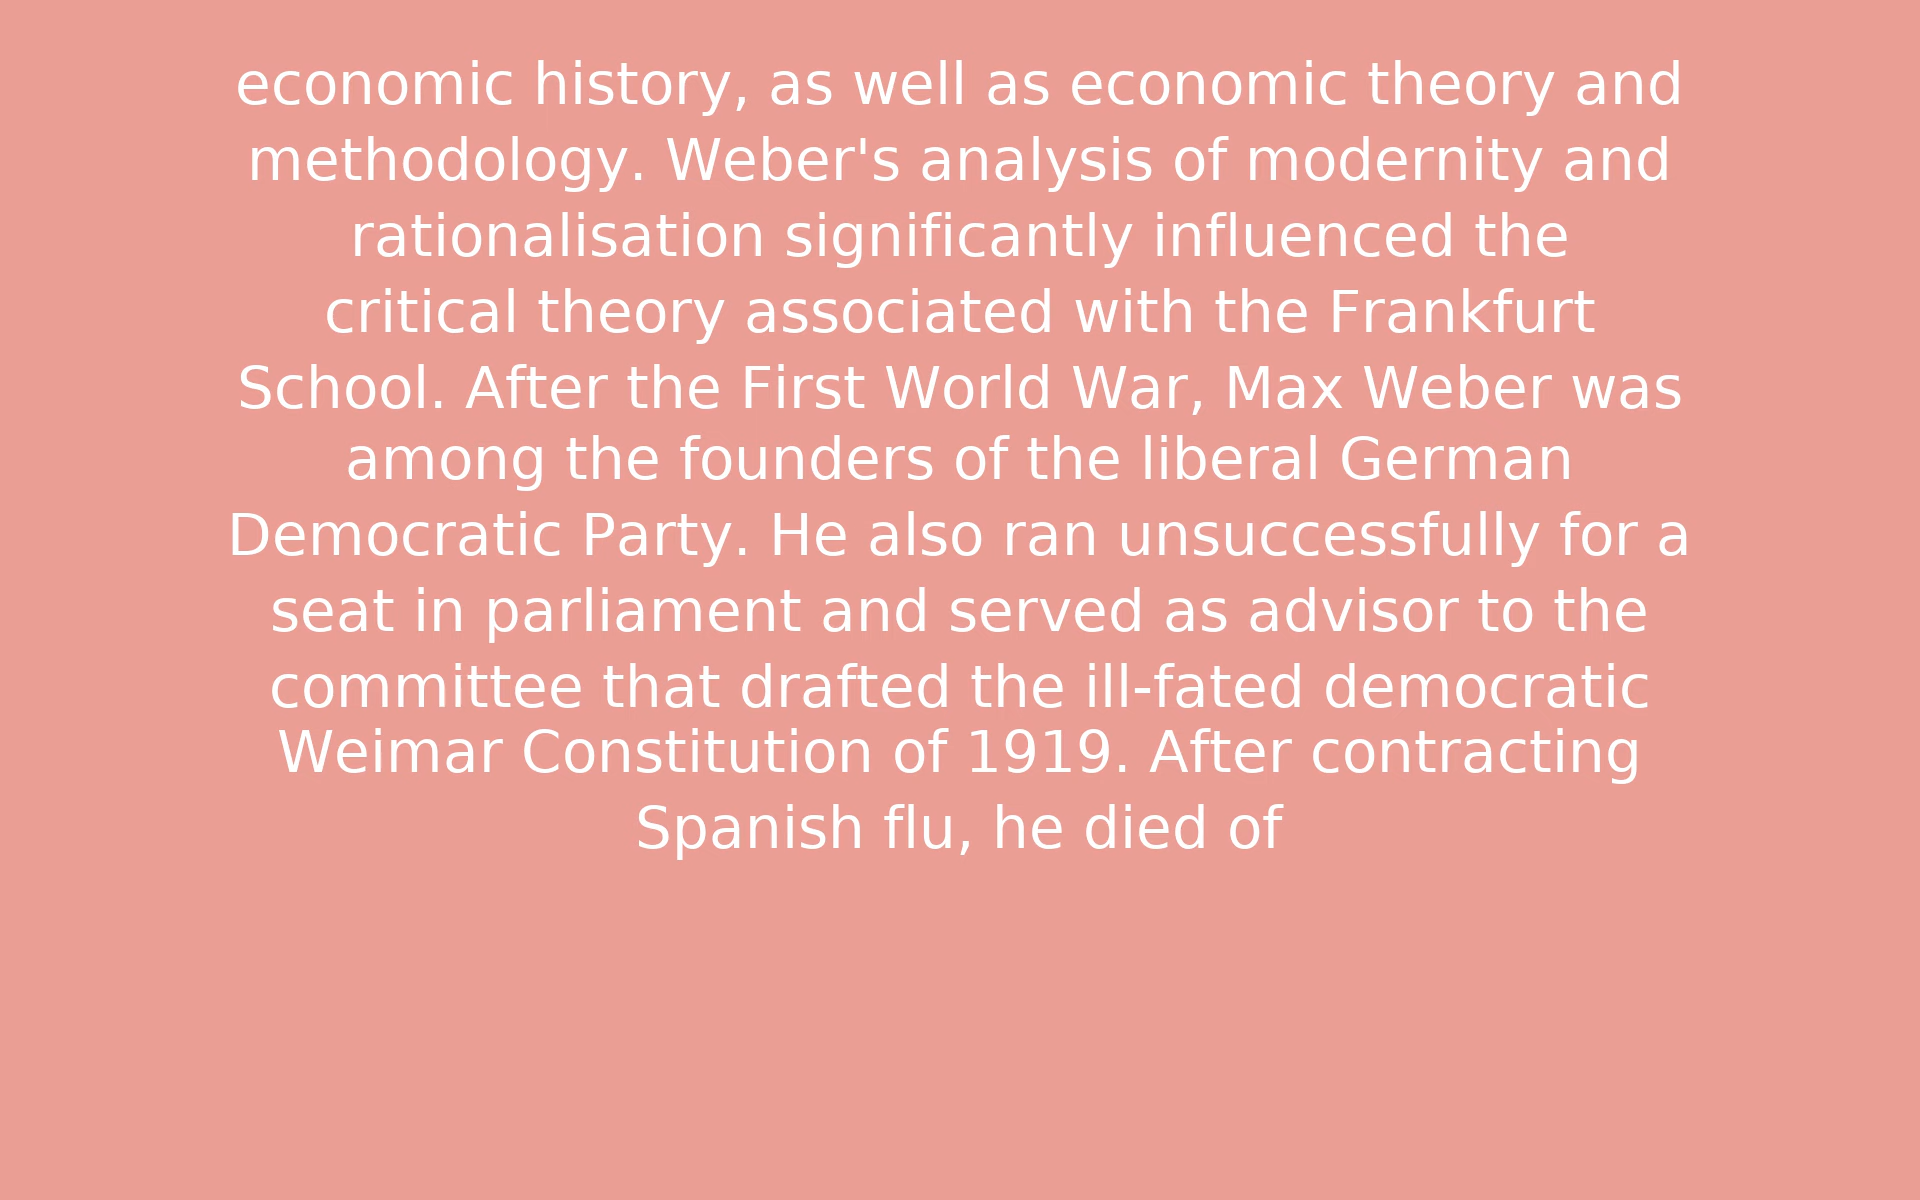 economic history, as well as economic theory and
methodology. Weber's analysis of modernity and
rationalisation significantly influenced the
critical theory associated with the Frankfurt
School. After the First World War, Max Weber was
among the founders of the liberal German
Democratic Party. He also ran unsuccessfully for a
seat in parliament and served as advisor to the
committee that drafted the ill-fated democratic
Weimar Constitution of 1919. After contracting
Spanish flu, he died of